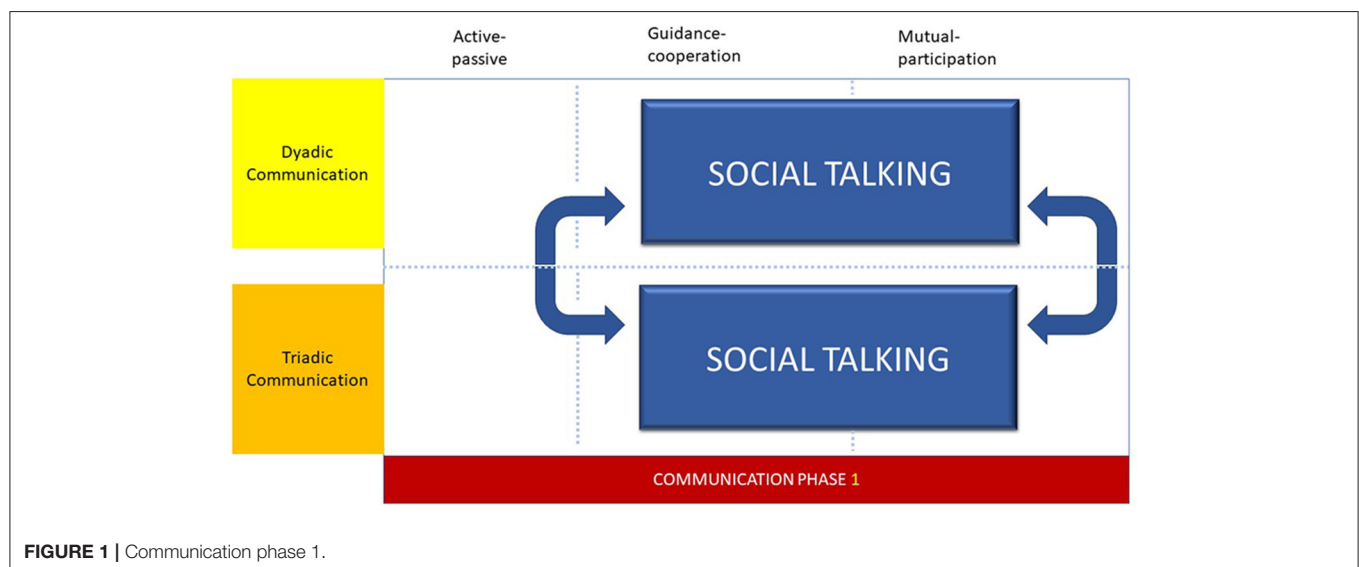 Active-
passive
Guidance-
cooperation
Mutual-
participation
Dyadic
Communication
SOCIAL TALKING
Triadic
Communication
SOCIAL TALKING
COMMUNICATION PHASE 1
FIGURE 1 | Communication phase 1.